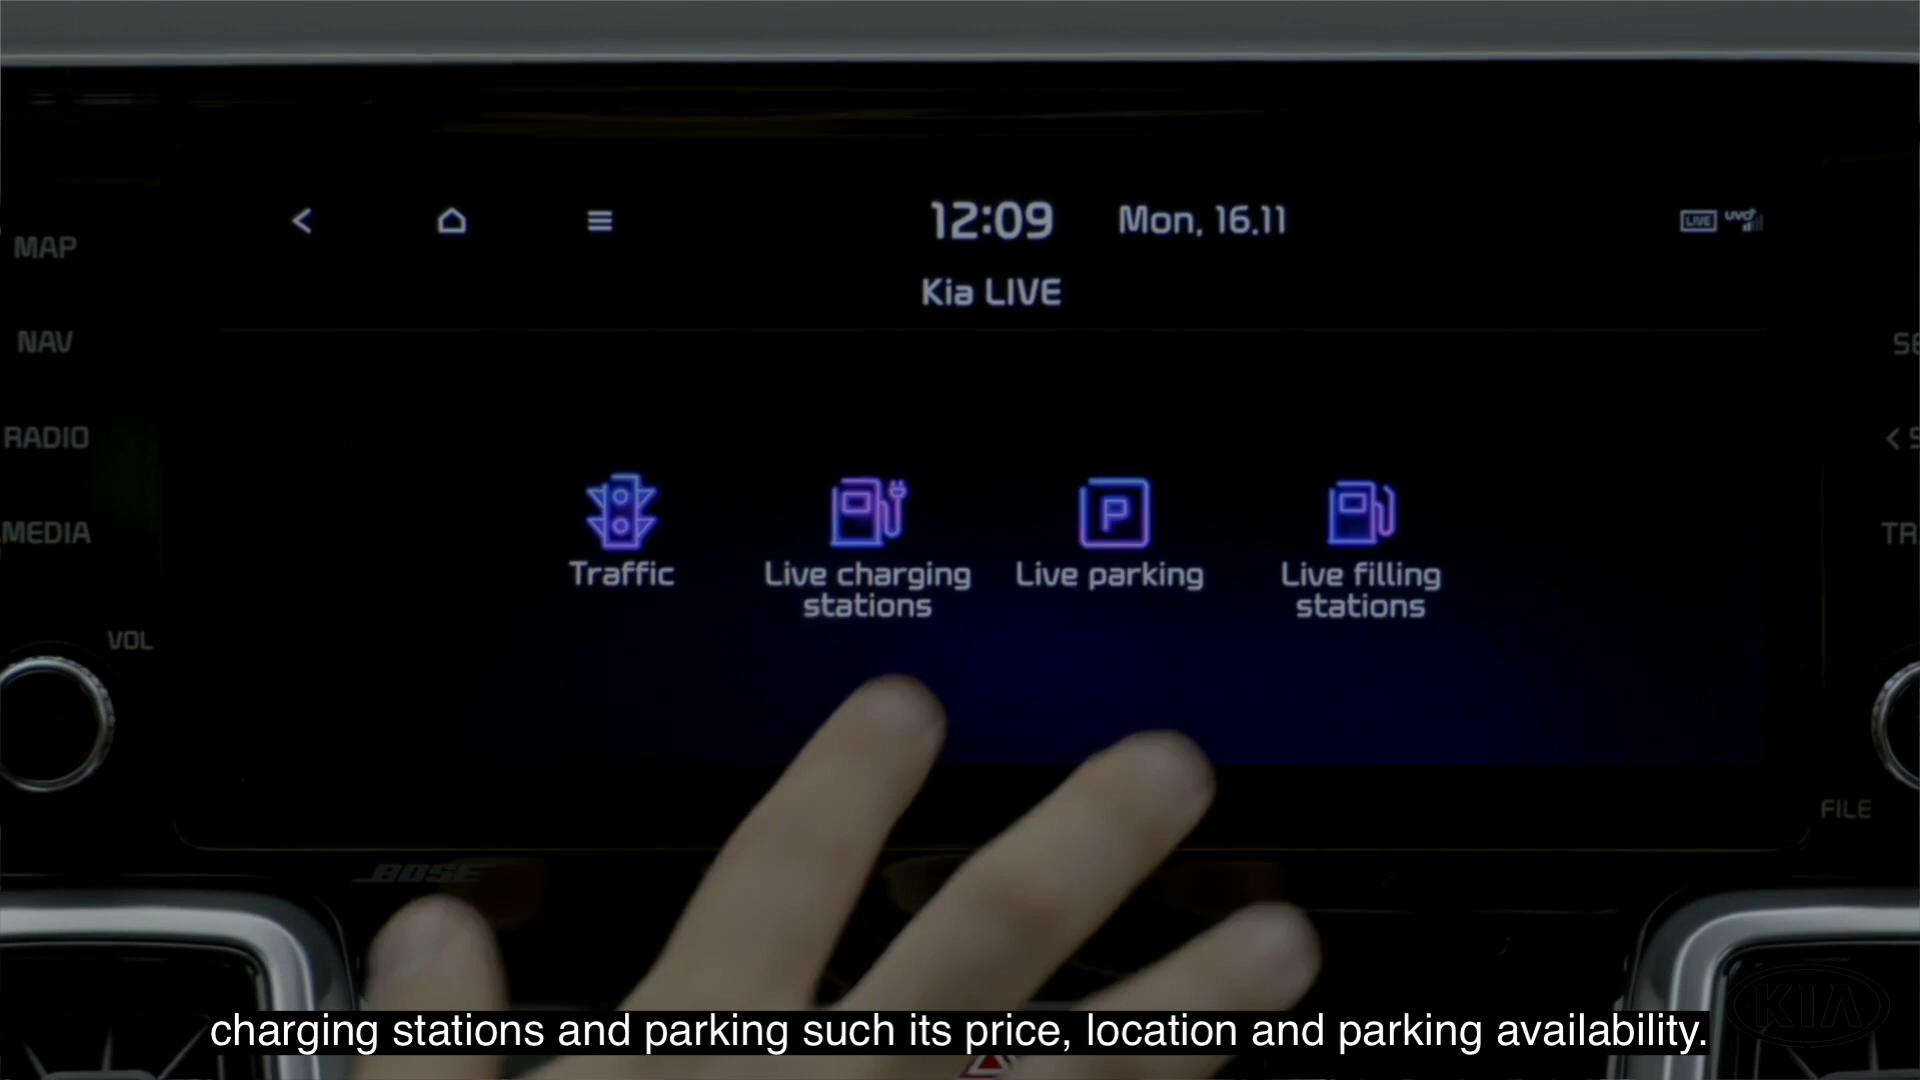 12:09 Mon, 16.11
LIVE UVO
Kia LIVE
MAP
NAV
RADIO
MEDIA
VOL
Traffic
Live charging
stations
Live parking
P
Live filling
stations
FILE
BOSE
KIA
charging stations and parking such its price, location and parking availability.